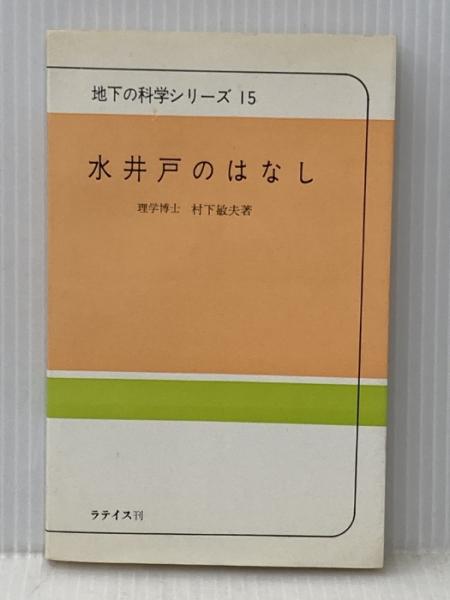 地下の科学シリーズ 15
水井戸のはなし
理学博士 村下敏夫著
ラテイス刊